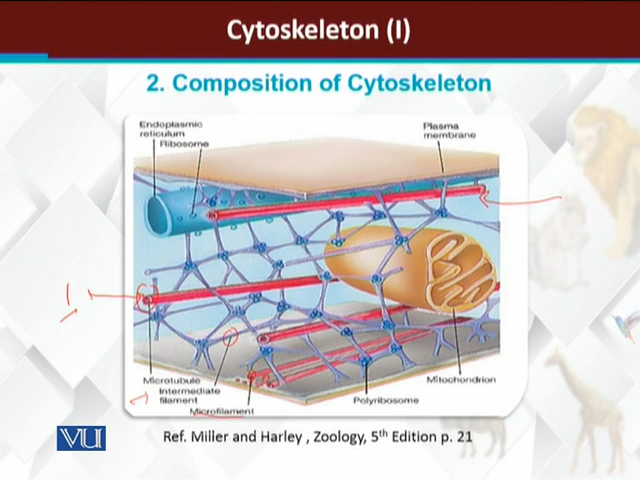 Cytoskeleton (I)
2. Composition of Cytoskeleton
Endoplasmic
reticulum
Ribosome
Plasma
membrane
Microtubule
Intermediate
filament
Microfilament
Polyribosome
Mitochondrion
VU
Ref. Miller and Harley , Zoology, 5th Edition p. 21